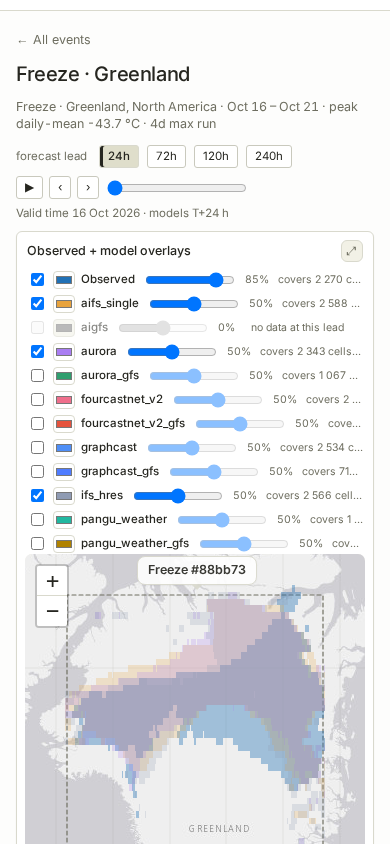 ← All events
Freeze · Greenland
Freeze · Greenland, North America · Oct 16 – Oct 21 · peak
daily-mean -43.7 °C · 4d max run
forecast lead 24h 72h 120h 240h
▶ ‹ ›
Valid time 16 Oct 2026 · models T+24 h
Observed + model overlays
Observed 85% covers 2 270 c…
aifs_single 50% covers 2 588 …
aigfs 0% no data at this lead
aurora 50% covers 2 343 cells…
aurora_gfs 50% covers 1 067 …
fourcastnet_v2 50% covers 2 …
fourcastnet_v2_gfs 50% cove…
graphcast 50% covers 2 534 c…
graphcast_gfs 50% covers 71…
ifs_hres 50% covers 2 566 cell…
pangu_weather 50% covers 1 …
pangu_weather_gfs 50% cov…
+
Freeze #88bb73
−
GREENLAND